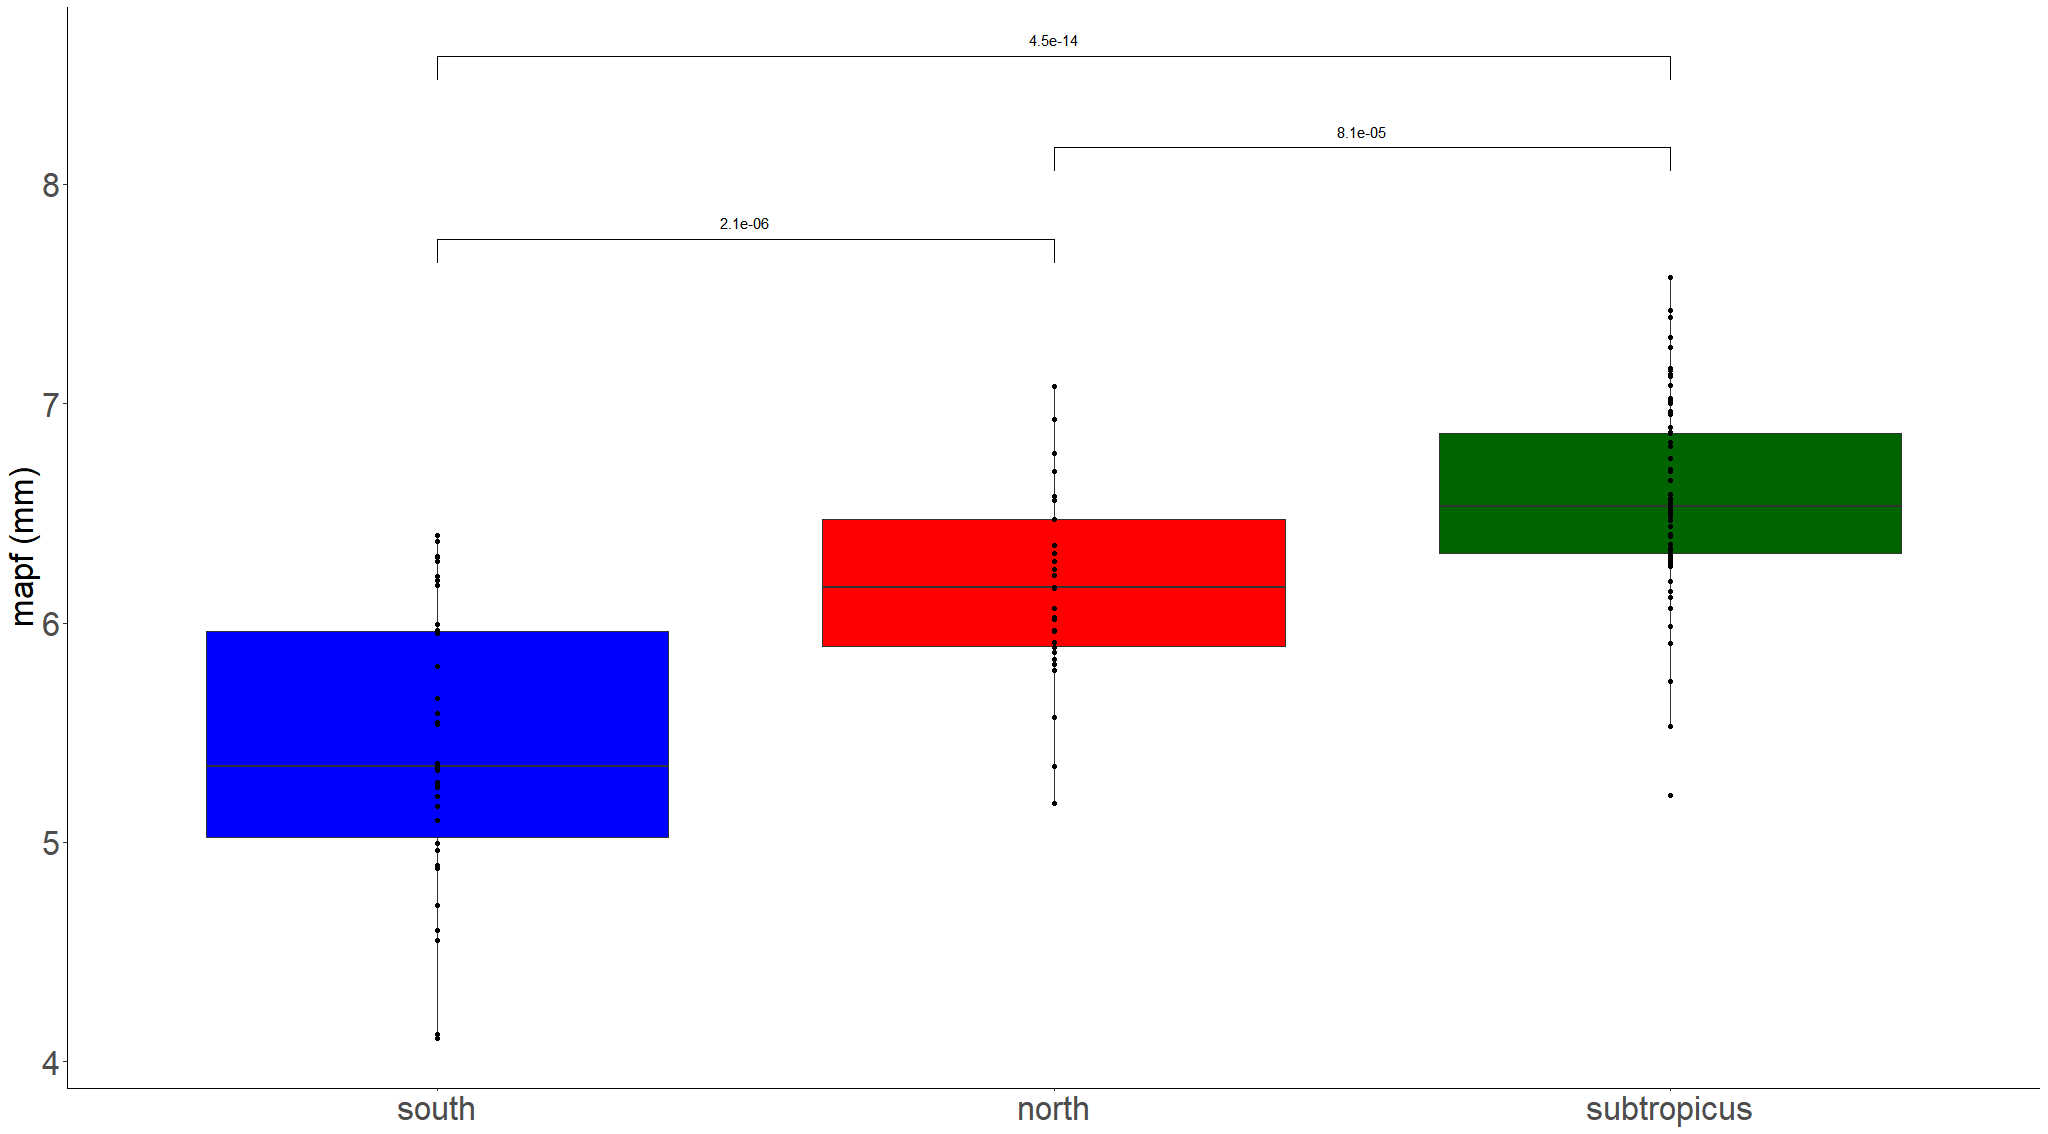 4.5e-14
8.1e-05
2.1e-06
8
7
6
5
4
mapf (mm)
south north subtropicus